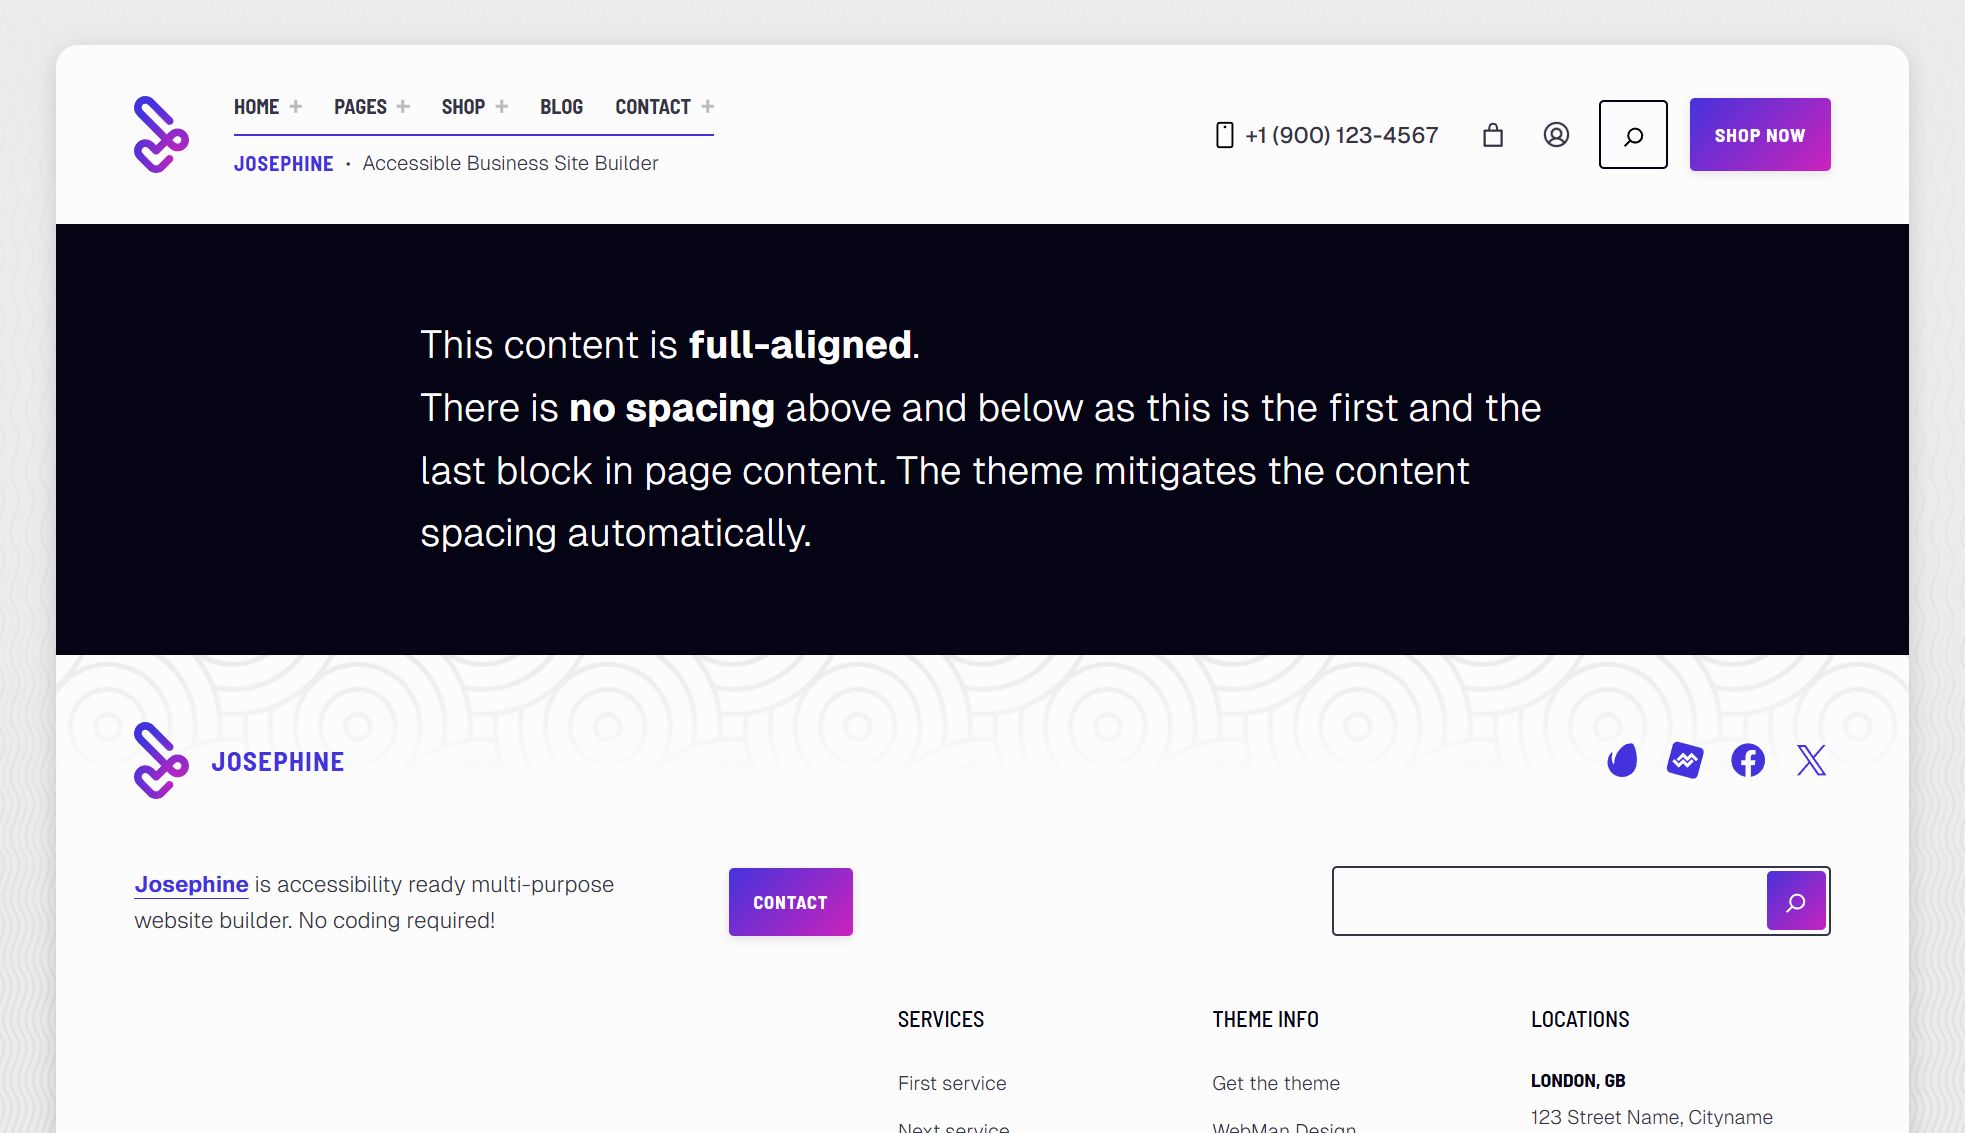 HOME + PAGES + SHOP + BLOG CONTACT +
JOSEPHINE • Accessible Business Site Builder
+1 (900) 123-4567
SHOP NOW
This content is full-aligned.
There is no spacing above and below as this is the first and the
last block in page content. The theme mitigates the content
spacing automatically.
JOSEPHINE
Josephine is accessibility ready multi-purpose
website builder. No coding required!
CONTACT
SERVICES
First service
Next service
THEME INFO
Get the theme
WebMan Design
LOCATIONS
LONDON, GB
123 Street Name, Cityname